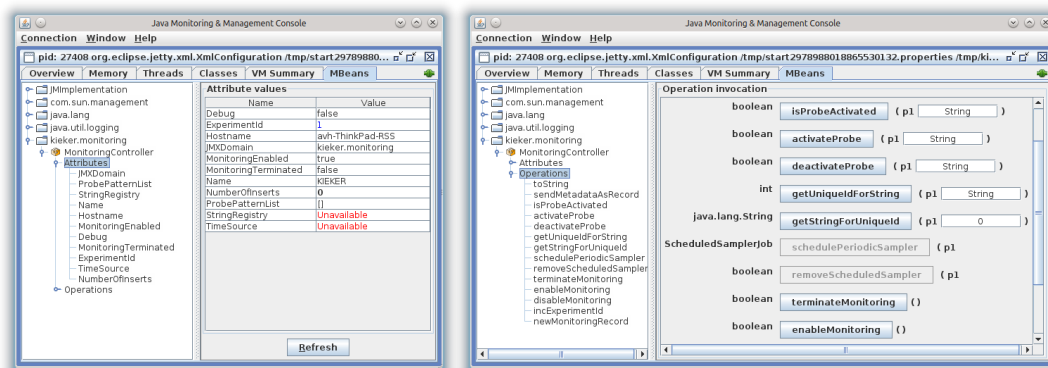 Java Monitoring & Management Console
Connection Window Help
pid: 27408 org.eclipse.jetty.xml.XmlConfiguration /tmp/start29789880...
Overview Memory Threads Classes VM Summary MBeans
JMImplementation
com.sun.management
java.lang
java.util.logging
kieker.monitoring
MonitoringController
Attributes
JMXDomain
ProbePatternList
StringRegistry
Name
Hostname
MonitoringEnabled
Debug
MonitoringTerminated
ExperimentId
TimeSource
NumberOfInserts
Operations
Attribute values
Name Value
Debug false
ExperimentId 1
Hostname avh-ThinkPad-RSS
JMXDomain kieker.monitoring
MonitoringEnabled true
MonitoringTerminated false
Name KIEKER
NumberOfInserts 0
ProbePatternList []
StringRegistry Unavailable
TimeSource Unavailable
Refresh
Java Monitoring & Management Console
Connection Window Help
pid: 27408 org.eclipse.jetty.xml.XmlConfiguration /tmp/start2978988018865530132.properties /tmp/ki...
Overview Memory Threads Classes VM Summary MBeans
JMImplementation
com.sun.management
java.lang
java.util.logging
kieker.monitoring
MonitoringController
Attributes
Operations
toString
sendMetadataAsRecord
isProbeActivated
activateProbe
deactivateProbe
getUniqueIdForString
getStringForUniqueId
schedulePeriodicSampler
removeScheduledSampler
terminateMonitoring
enableMonitoring
disableMonitoring
incExperimentId
newMonitoringRecord
Operation invocation
boolean isProbeActivated ( p1 String )
boolean activateProbe ( p1 String )
boolean deactivateProbe ( p1 String )
int getUniqueIdForString ( p1 String )
java.lang.String getStringForUniqueId ( p1 0 )
ScheduledSamplerJob schedulePeriodicSampler ( p1
boolean removeScheduledSampler ( p1
boolean terminateMonitoring ()
boolean enableMonitoring ()